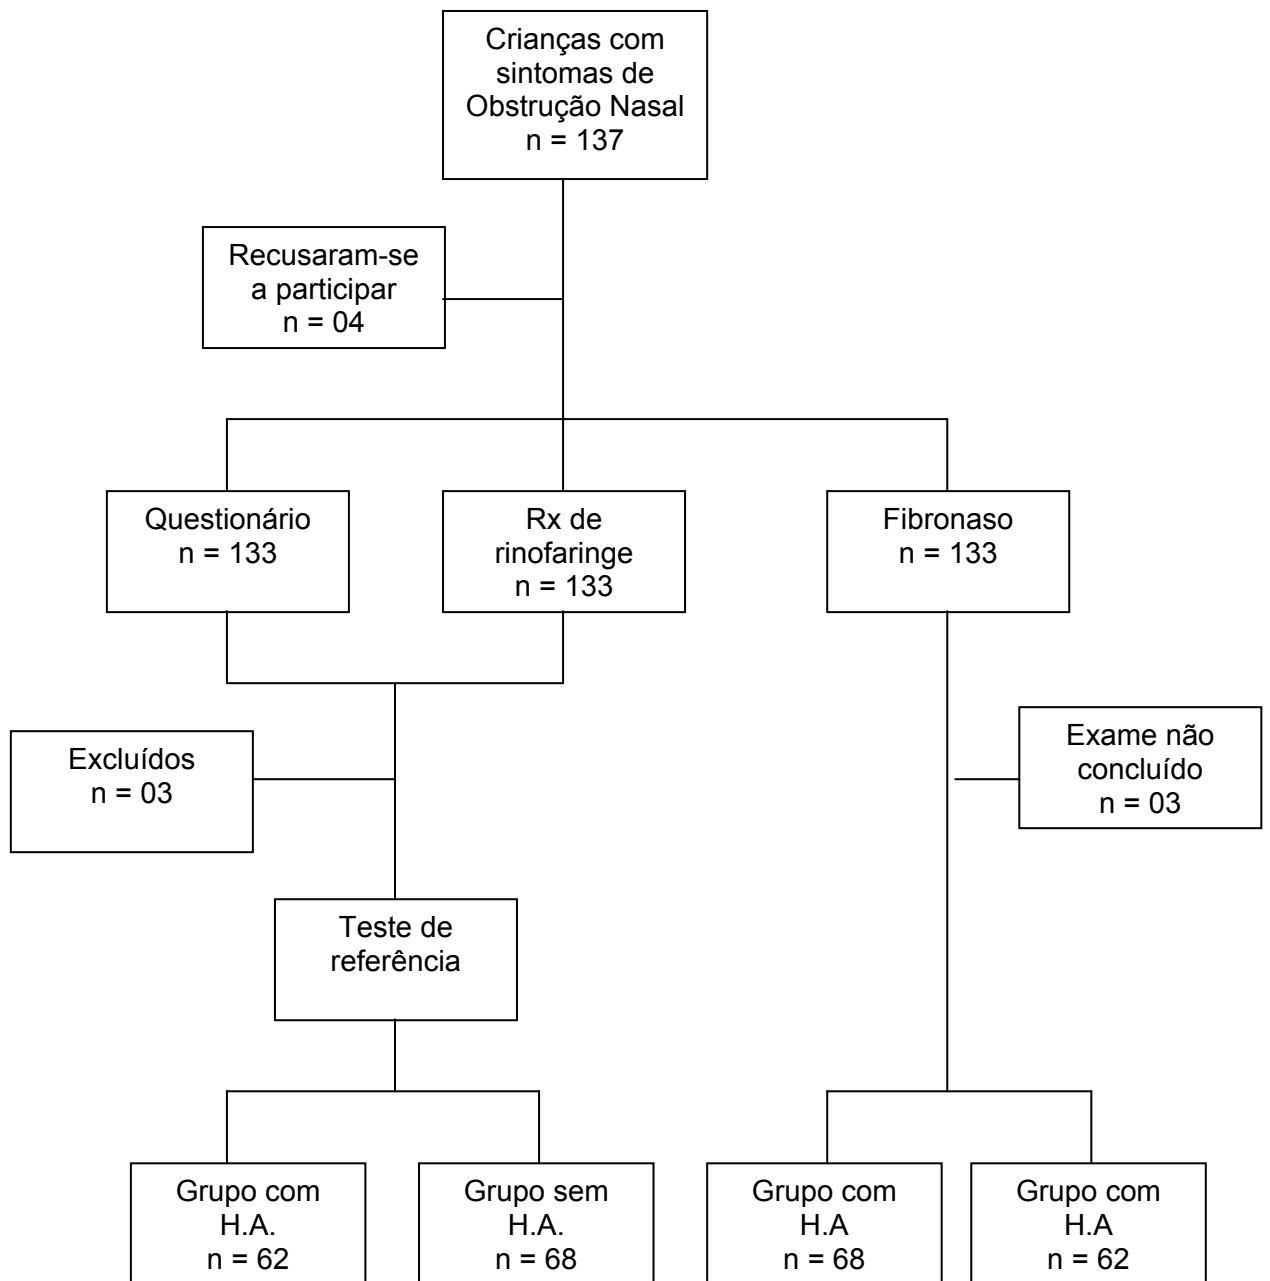 Crianças com
sintomas de
Obstrução Nasal
n = 137
Recusaram-se
a participar
n = 04
Questionário
n = 133
Rx de
rinofaringe
n = 133
Fibronaso
n = 133
Excluídos
n = 03
Exame não
concluído
n = 03
Teste de
referência
Grupo com
H.A.
n = 62
Grupo sem
H.A.
n = 68
Grupo com
H.A
n = 68
Grupo com
H.A
n = 62